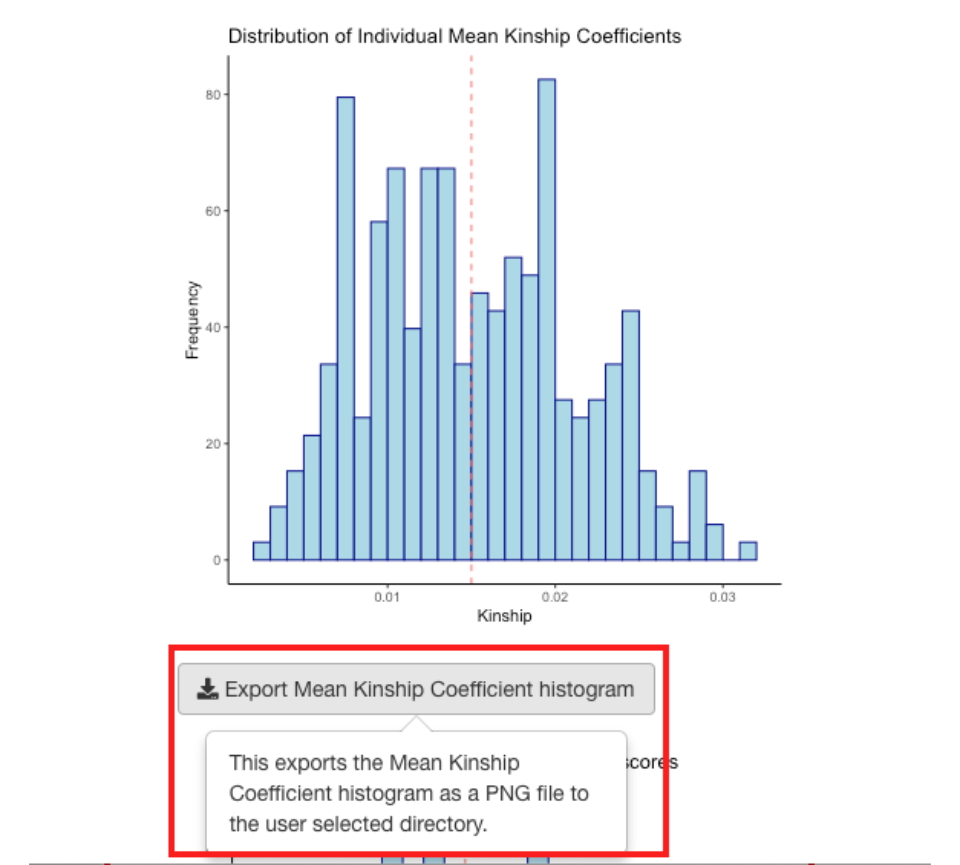 Distribution of Individual Mean Kinship Coefficients
80
60
40
20
0
Frequency
0.01 0.02 0.03
Kinship
Export Mean Kinship Coefficient histogram
This exports the Mean Kinship
Coefficient histogram as a PNG file to
the user selected directory.
scores